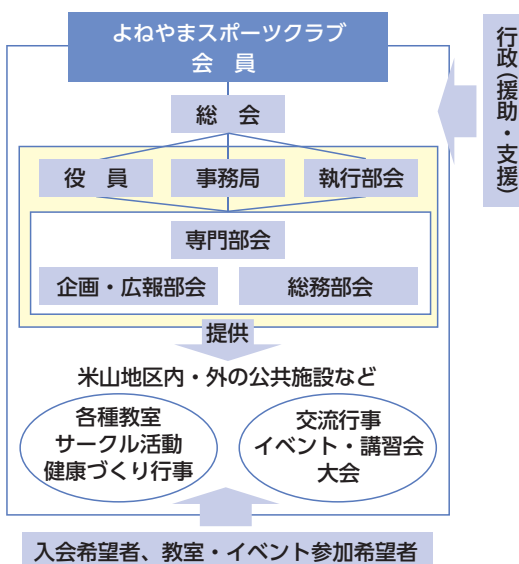 よねやまスポーツクラブ
会　員
総　会
役　員
事務局
執行部会
専門部会
企画・広報部会
総務部会
提供
米山地区内・外の公共施設など
各種教室
サークル活動
健康づくり行事
交流行事
イベント・講習会
大会
入会希望者、教室・イベント参加希望者
行政（援助・支援）